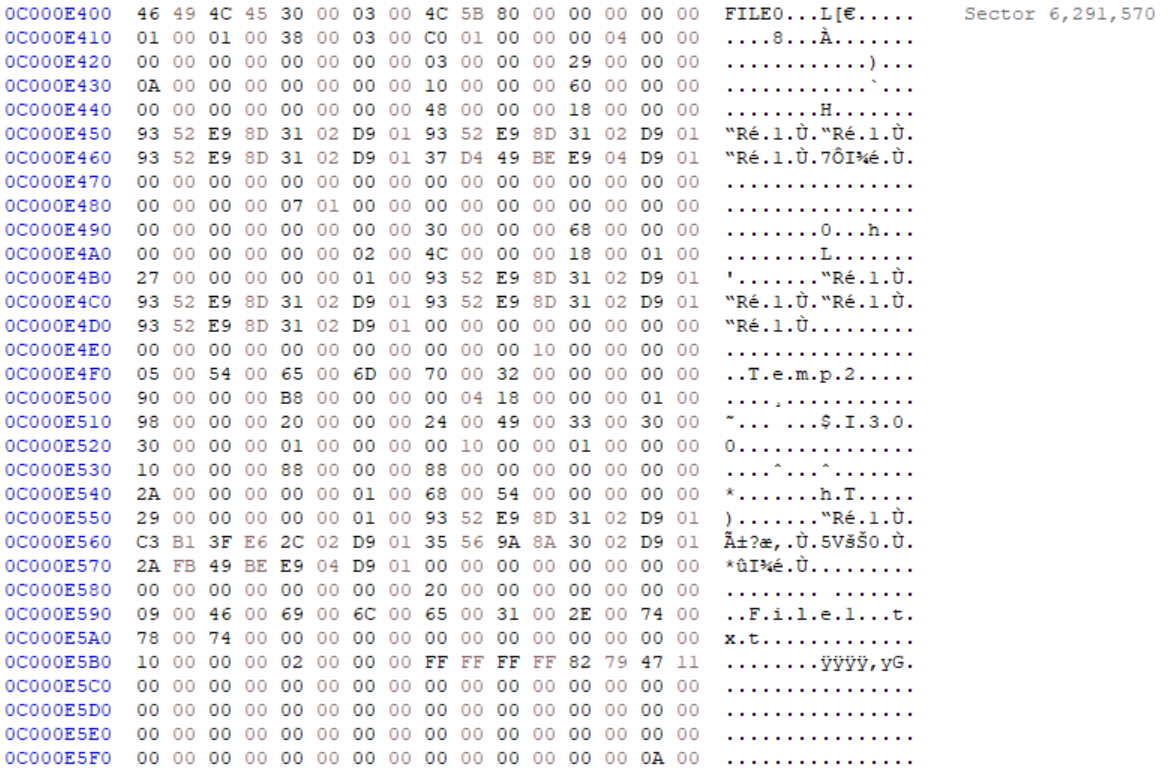 0C000E400 46 49 4C 45 30 00 03 00 4C 5B 80 00 00 00 00 00 FILE0...L[€..... Sector 6,291,570
0C000E410 01 00 01 00 38 00 03 00 C0 01 00 00 00 04 00 00 ....8...À.......
0C000E420 00 00 00 00 00 00 00 00 03 00 00 00 29 00 00 00 ............)...
0C000E430 0A 00 00 00 00 00 00 00 10 00 00 00 60 00 00 00 ............`...
0C000E440 00 00 00 00 00 00 00 00 48 00 00 00 18 00 00 00 ........H.......
0C000E450 93 52 E9 8D 31 02 D9 01 93 52 E9 8D 31 02 D9 01 “Ré.1.Ù.“Ré.1.Ù.
0C000E460 93 52 E9 8D 31 02 D9 01 37 D4 49 BE E9 04 D9 01 “Ré.1.Ù.7ÔI¾é.Ù.
0C000E470 00 00 00 00 00 00 00 00 00 00 00 00 00 00 00 00 ................
0C000E480 00 00 00 00 07 01 00 00 00 00 00 00 00 00 00 00 ................
0C000E490 00 00 00 00 00 00 00 00 30 00 00 00 68 00 00 00 ........0...h...
0C000E4A0 00 00 00 00 00 00 02 00 4C 00 00 00 18 00 01 00 ........L.......
0C000E4B0 27 00 00 00 00 00 01 00 93 52 E9 8D 31 02 D9 01 '.......“Ré.1.Ù.
0C000E4C0 93 52 E9 8D 31 02 D9 01 93 52 E9 8D 31 02 D9 01 “Ré.1.Ù.“Ré.1.Ù.
0C000E4D0 93 52 E9 8D 31 02 D9 01 00 00 00 00 00 00 00 00 “Ré.1.Ù.........
0C000E4E0 00 00 00 00 00 00 00 00 00 00 00 10 00 00 00 00 ................
0C000E4F0 05 00 54 00 65 00 6D 00 70 00 32 00 00 00 00 00 ..T.e.m.p.2.....
0C000E500 90 00 00 00 B8 00 00 00 00 04 18 00 00 00 01 00 ....¸...........
0C000E510 98 00 00 00 20 00 00 00 24 00 49 00 33 00 30 00 ˜... ...$.I.3.0.
0C000E520 30 00 00 00 01 00 00 00 00 10 00 00 01 00 00 00 0...............
0C000E530 10 00 00 00 88 00 00 00 88 00 00 00 00 00 00 00 ....ˆ...ˆ.......
0C000E540 2A 00 00 00 00 00 01 00 68 00 54 00 00 00 00 00 *.......h.T.....
0C000E550 29 00 00 00 00 00 01 00 93 52 E9 8D 31 02 D9 01 ).......“Ré.1.Ù.
0C000E560 C3 B1 3F E6 2C 02 D9 01 35 56 9A 8A 30 02 D9 01 Ã±?æ,.Ù.5VšŠ0.Ù.
0C000E570 2A FB 49 BE E9 04 D9 01 00 00 00 00 00 00 00 00 *ûI¾é.Ù.........
0C000E580 00 00 00 00 00 00 00 00 20 00 00 00 00 00 00 00 ........ .......
0C000E590 09 00 46 00 69 00 6C 00 65 00 31 00 2E 00 74 00 ..F.i.l.e.1...t.
0C000E5A0 78 00 74 00 00 00 00 00 00 00 00 00 00 00 00 00 x.t.............
0C000E5B0 10 00 00 00 02 00 00 00 FF FF FF FF 82 79 47 11 ........ÿÿÿÿ‚yG.
0C000E5C0 00 00 00 00 00 00 00 00 00 00 00 00 00 00 00 00 ................
0C000E5D0 00 00 00 00 00 00 00 00 00 00 00 00 00 00 00 00 ................
0C000E5E0 00 00 00 00 00 00 00 00 00 00 00 00 00 00 00 00 ................
0C000E5F0 00 00 00 00 00 00 00 00 00 00 00 00 00 00 0A 00 ................